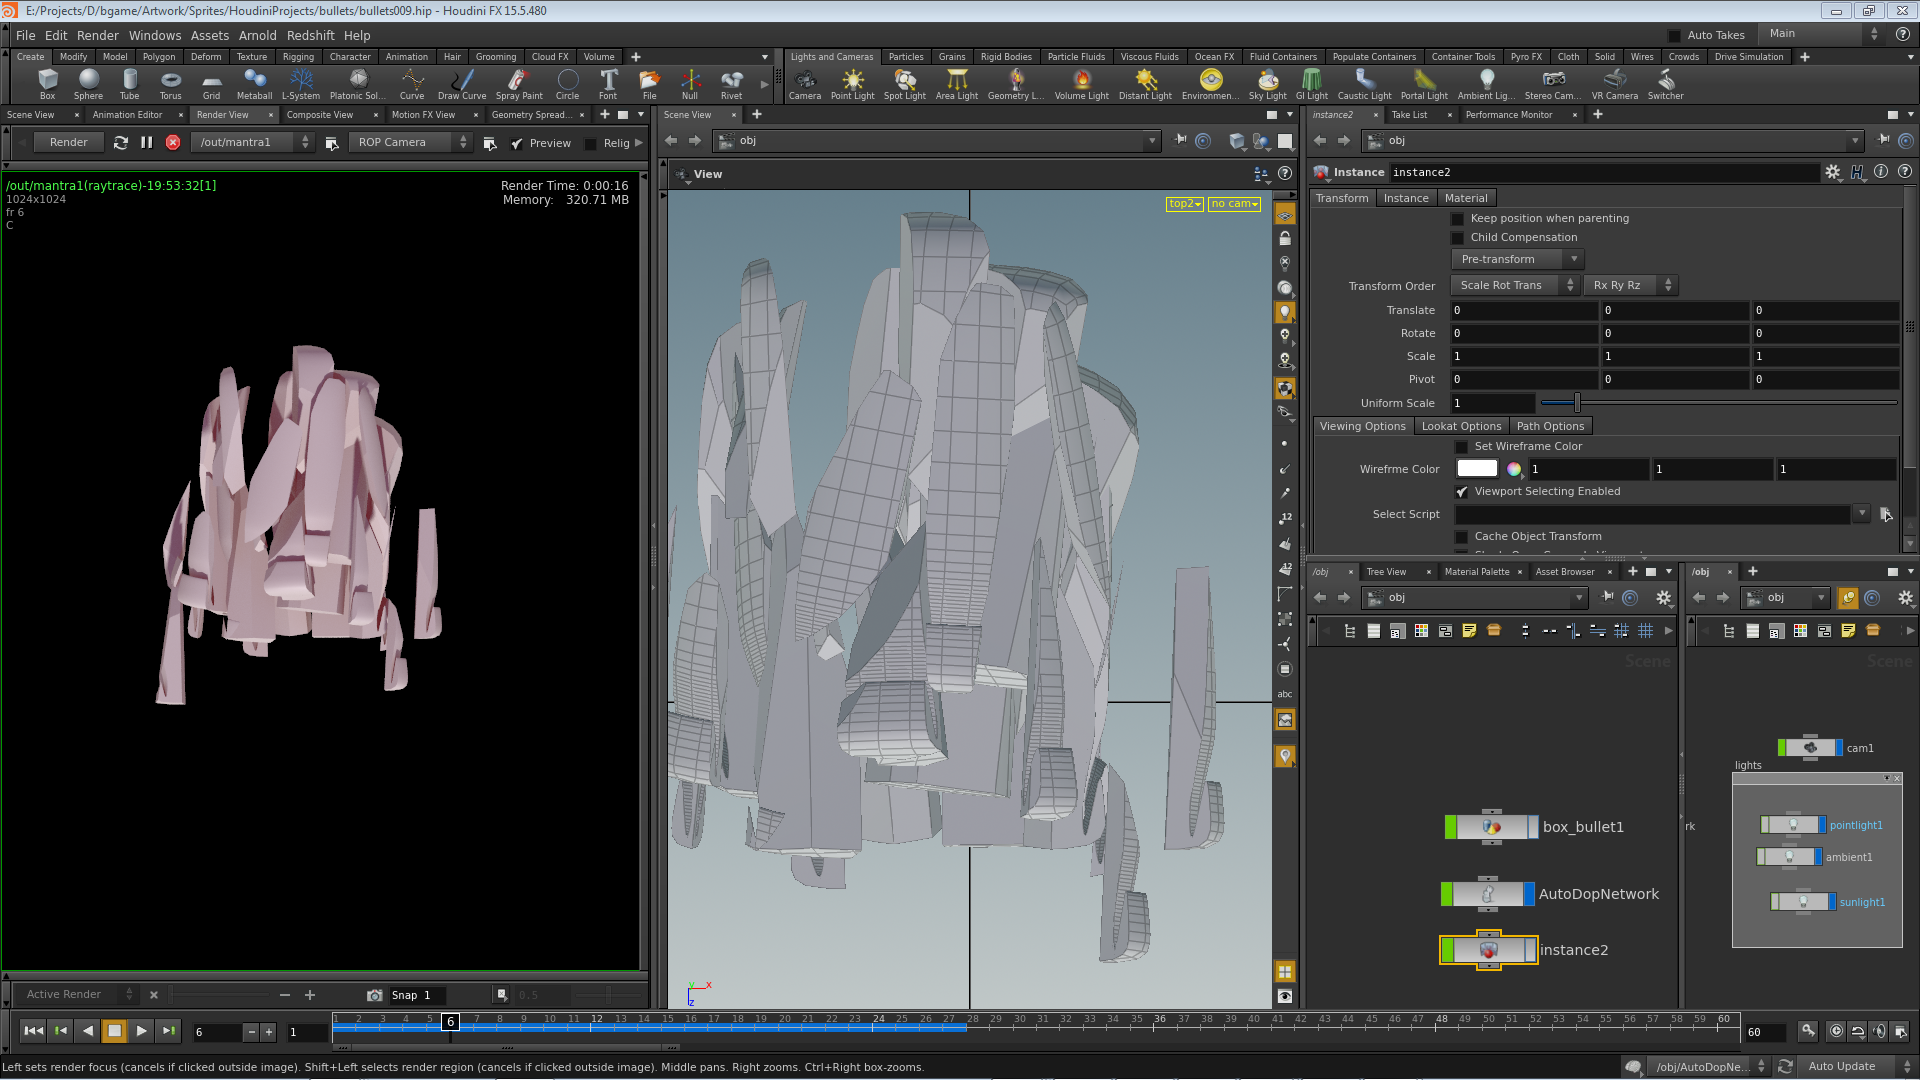 E:/Projects/D/bgame/Artwork/Sprites/HoudiniProjects/bullets/bullets009.hip - Houdini FX 15.5.480
File Edit Render Windows Assets Arnold Redshift Help
Auto Takes Main
Create Modify Model Polygon Deform Texture Rigging Character Animation Hair Grooming Cloud FX Volume
Lights and Cameras Particles Grains Rigid Bodies Particle Fluids Viscous Fluids Ocean FX Fluid Containers Populate Containers Container Tools Pyro FX Cloth Solid Wires Crowds Drive Simulation
Box Sphere Tube Torus Grid Metaball L-System Platonic Sol... Curve Draw Curve Spray Paint Circle Font File Null Rivet
Camera Point Light Spot Light Area Light Geometry L... Volume Light Distant Light Environmen... Sky Light GI Light Caustic Light Portal Light Ambient Lig... Stereo Cam... VR Camera Switcher
Scene View Animation Editor Render View Composite View Motion FX View Geometry Spread...
Scene View
instance2 Take List Performance Monitor
Render /out/mantra1 ROP Camera Preview Relig
obj
obj
View
Instance instance2
/out/mantra1(raytrace)-19:53:32[1]
1024x1024
fr 6
C
Render Time: 0:00:16
Memory: 320.71 MB
top2 no cam
Transform Instance Material
Keep position when parenting
Child Compensation
Pre-transform
Transform Order Scale Rot Trans Rx Ry Rz
Translate 0 0 0
Rotate 0 0 0
Scale 1 1 1
Pivot 0 0 0
Uniform Scale 1
Viewing Options Lookat Options Path Options
Set Wireframe Color
Wirefrme Color 1 1 1
Viewport Selecting Enabled
Select Script
Cache Object Transform
12
12
abc
/obj Tree View Material Palette Asset Browser
/obj
obj
obj
Scene
Scene
cam1
lights
pointlight1
ambient1
sunlight1
rk
box_bullet1
AutoDopNetwork
instance2
x
z
Active Render Snap 1 0.5
6 1
1 2 3 4 5 6 7 8 9 10 11 12 13 14 15 16 17 18 19 20 21 22 23 24 25 26 27 28 29 30 31 32 33 34 35 36 37 38 39 40 41 42 43 44 45 46 47 48 49 50 51 52 53 54 55 56 57 58 59 60
60
Left sets render focus (cancels if clicked outside image). Shift+Left selects render region (cancels if clicked outside image). Middle pans. Right zooms. Ctrl+Right box-zooms.
/obj/AutoDopNe... Auto Update